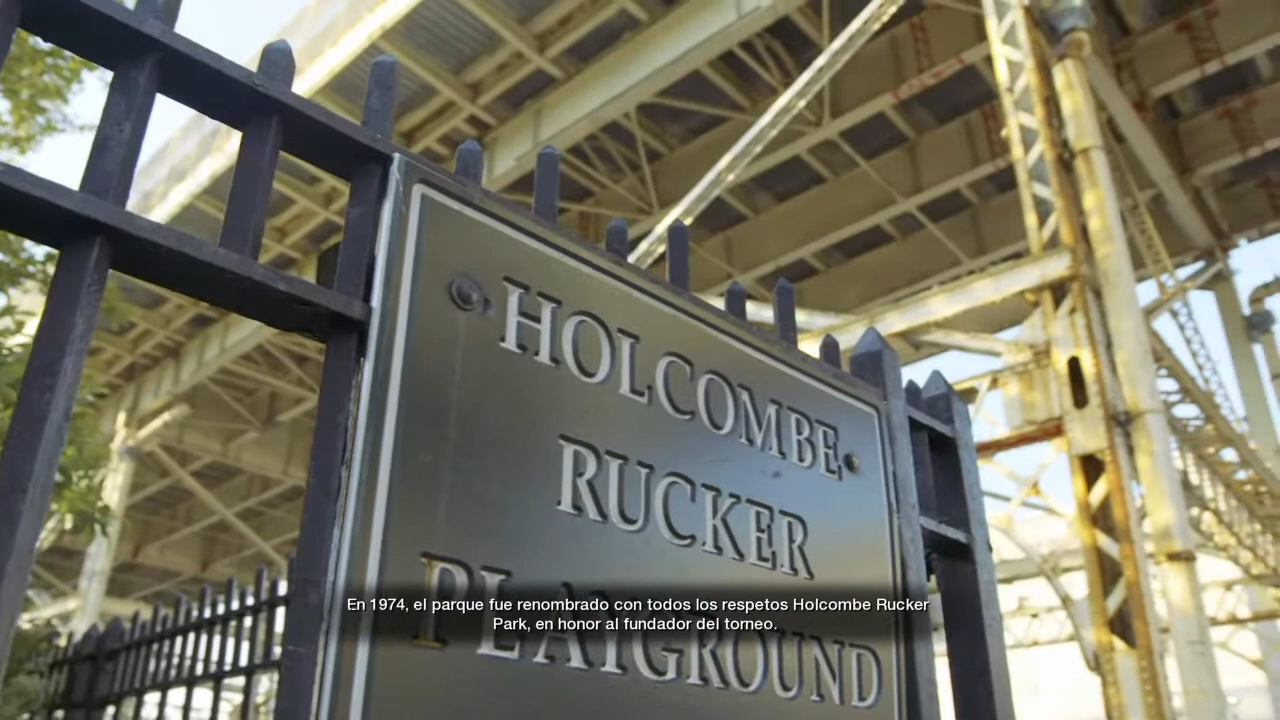 HOLCOMBE
RUCKER
PLAYGROUND
En 1974, el parque fue renombrado con todos los respetos Holcombe Rucker
Park, en honor al fundador del torneo.